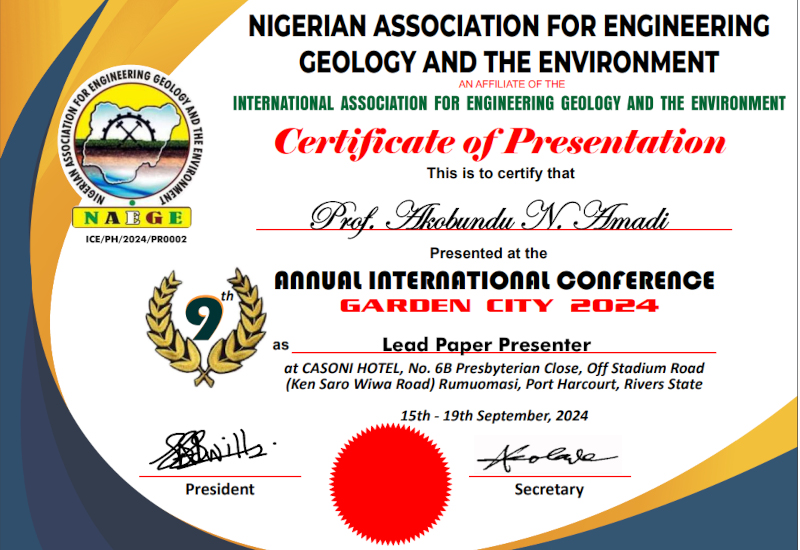 NIGERIAN ASSOCIATION FOR ENGINEERING
GEOLOGY AND THE ENVIRONMENT
AN AFFILIATE OF THE
INTERNATIONAL ASSOCIATION FOR ENGINEERING GEOLOGY AND THE ENVIRONMENT
Certificate of Presentation
This is to certify that
NIGERIAN ASSOCIATION FOR ENGINEERING GEOLOGY AND THE ENVIRONMENT
NAEGE
ICE/PH/2024/PR0002
Prof. Akobundu N. Amadi
Presented at the
9th
ANNUAL INTERNATIONAL CONFERENCE
GARDEN CITY 2024
as Lead Paper Presenter
at CASONI HOTEL, No. 6B Presbyterian Close, Off Stadium Road
(Ken Saro Wiwa Road) Rumuomasi, Port Harcourt, Rivers State
15th - 19th September, 2024
President
Secretary